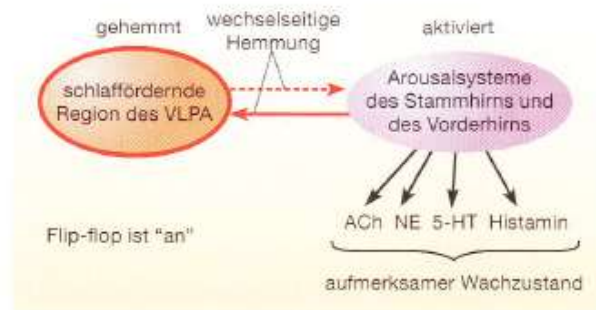 gehemmt
wechselseitige
Hemmung
aktiviert
schlaffördernde
Region des VLPA
Arousalsysteme
des Stammhirns und
des Vorderhirns
ACh NE 5-HT Histamin
Flip-flop ist "an"
aufmerksamer Wachzustand